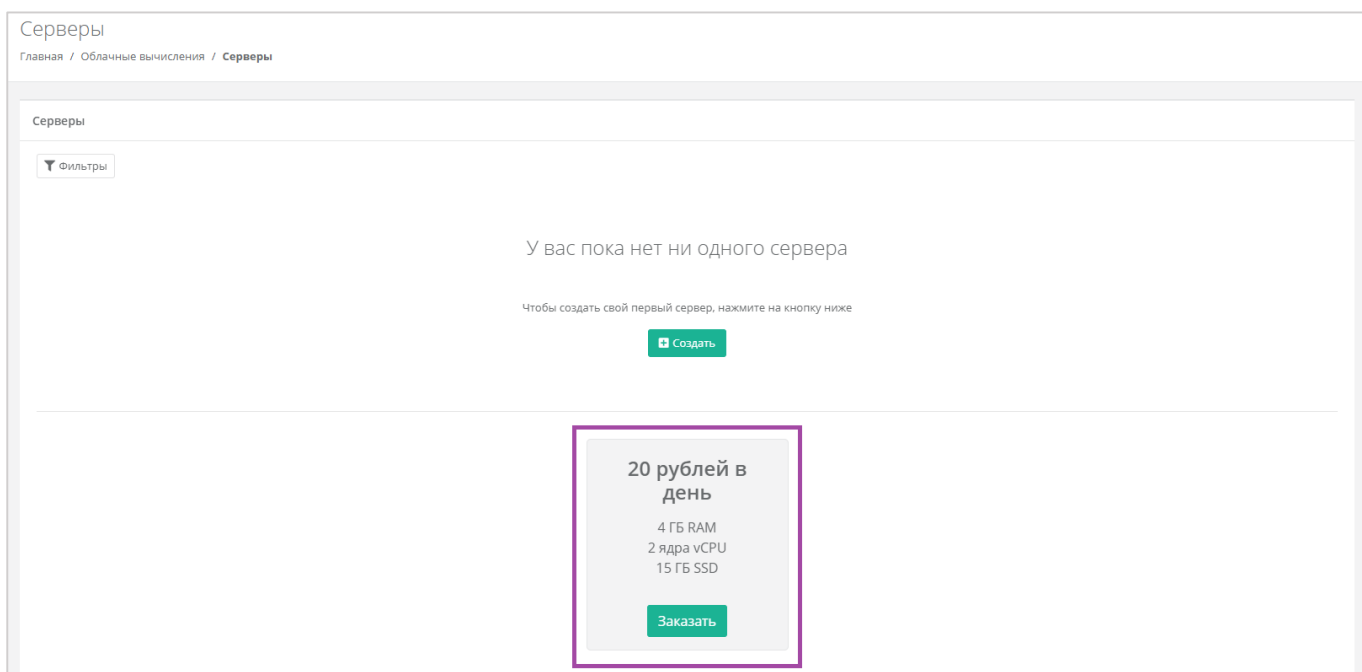 Серверы
Главная / Облачные вычисления / Серверы
Серверы
Фильтры
У вас пока нет ни одного сервера
Чтобы создать свой первый сервер, нажмите на кнопку ниже
Создать
20 рублей в
день
4 ГБ RAM
2 ядра vCPU
15 ГБ SSD
Заказать